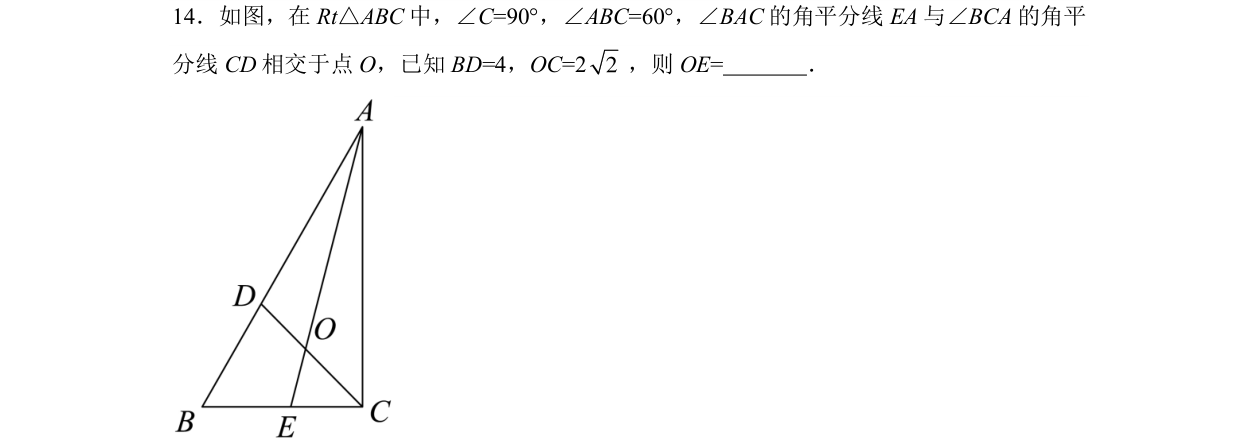 14．如图，在 Rt△ABC 中，∠C=90°，∠ABC=60°，∠BAC 的角平分线 EA 与∠BCA 的角平
分线 CD 相交于点 O，已知 BD=4，OC=2√2 ，则 OE=________．
A
D
O
B
E
C